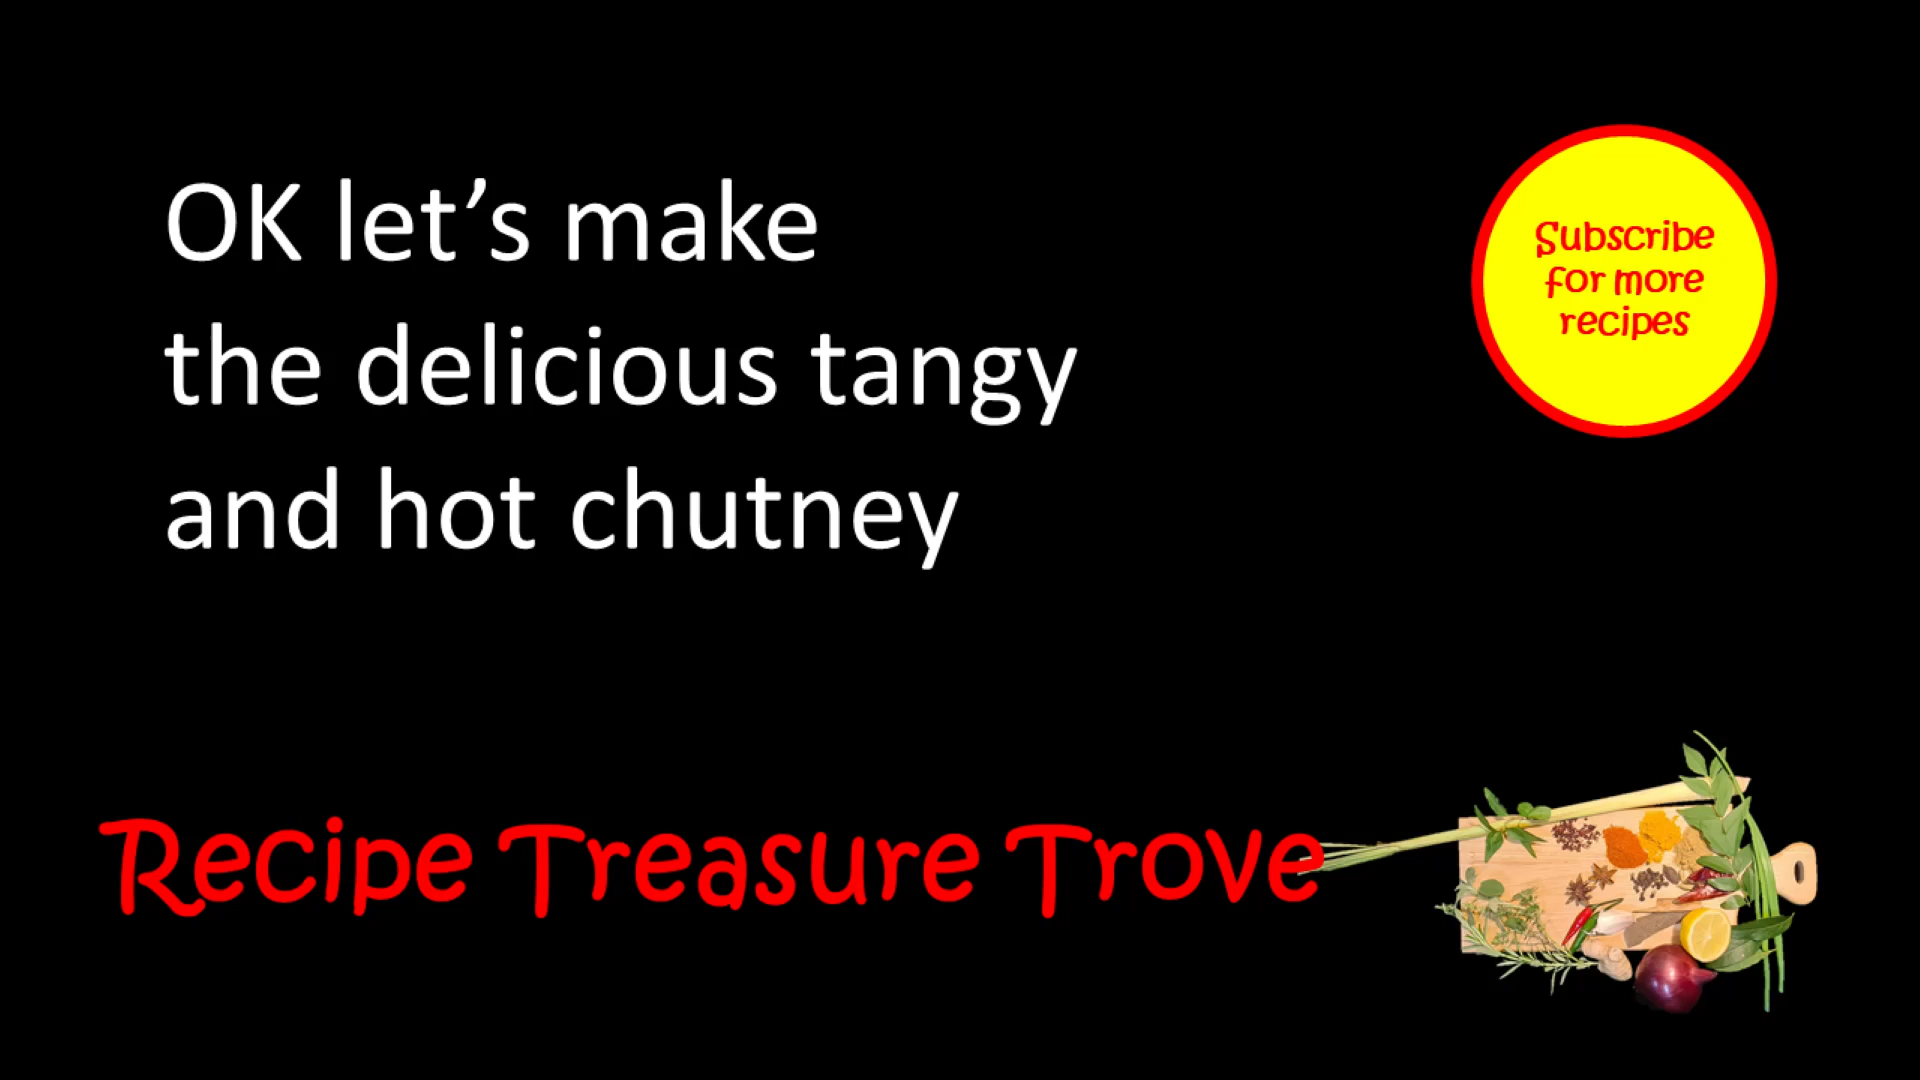 OK let’s make
the delicious tangy
and hot chutney
Subscribe
for more
recipes
Recipe Treasure Trove